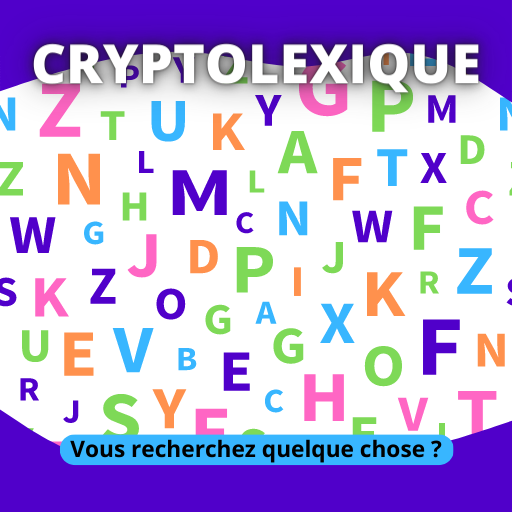 CRYPTOLEXIQUE
P Y
N Z T U K Y G P M N
Z N L H M L A F T X D
W G J C N W F C
D P I J K R Z
S K Z O G A X S
U E V B E G O F N
R J S Y F C H V T
Vous recherchez quelque chose ?